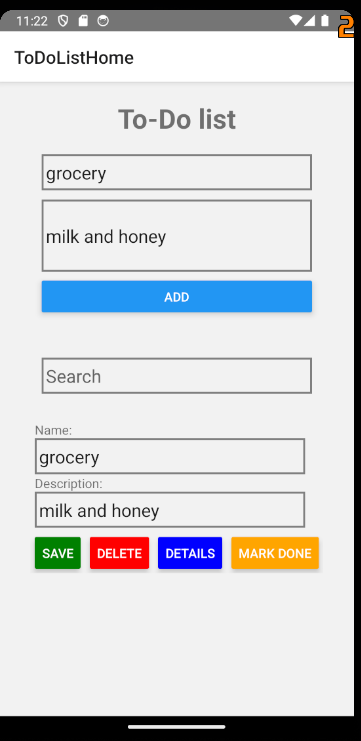 11:22
2
ToDoListHome
To-Do list
grocery
milk and honey
ADD
Search
Name:
grocery
Description:
milk and honey
SAVE DELETE DETAILS MARK DONE